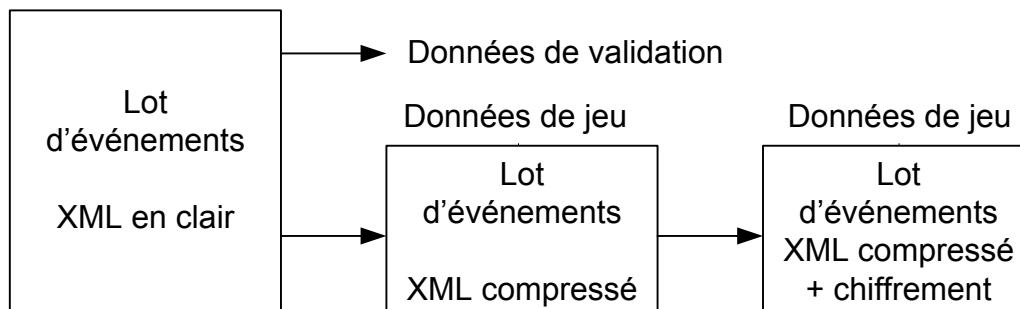 Lot
d'événements
XML en clair
Données de validation
Données de jeu
Lot
d'événements
XML compressé
Données de jeu
Lot
d'événements
XML compressé
+ chiffrement